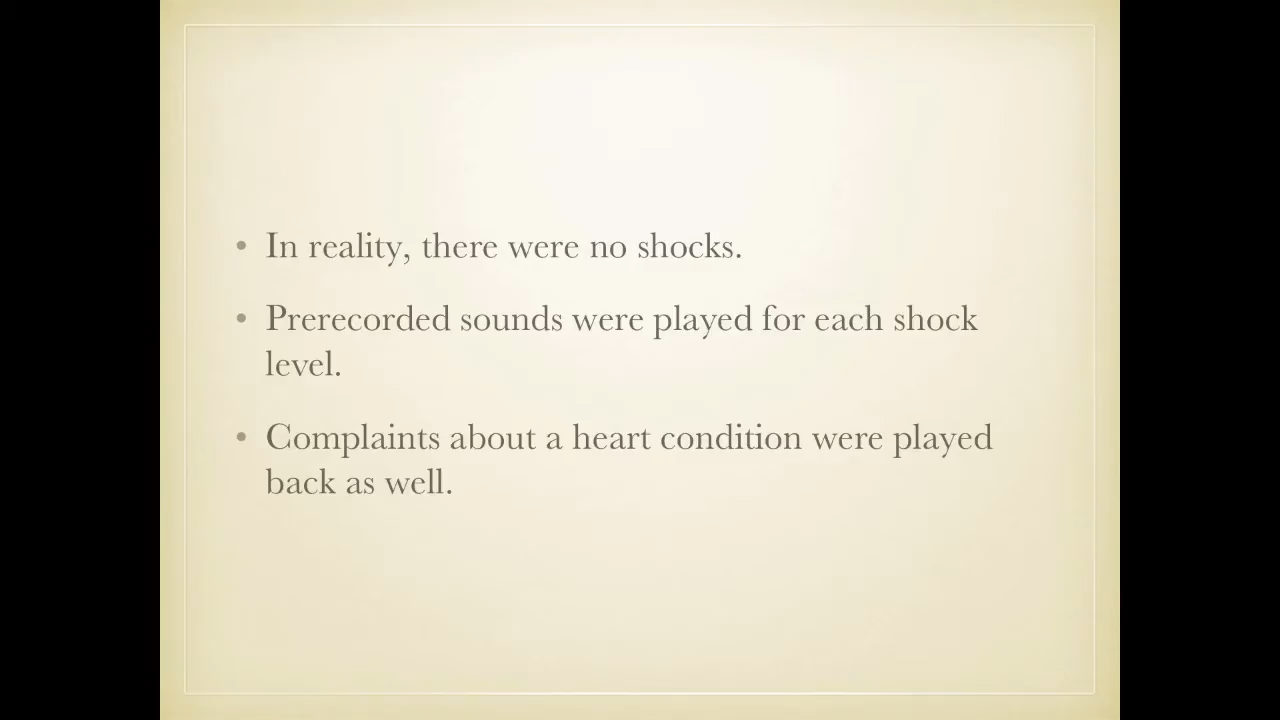 • In reality, there were no shocks.
• Prerecorded sounds were played for each shock
level.
• Complaints about a heart condition were played
back as well.